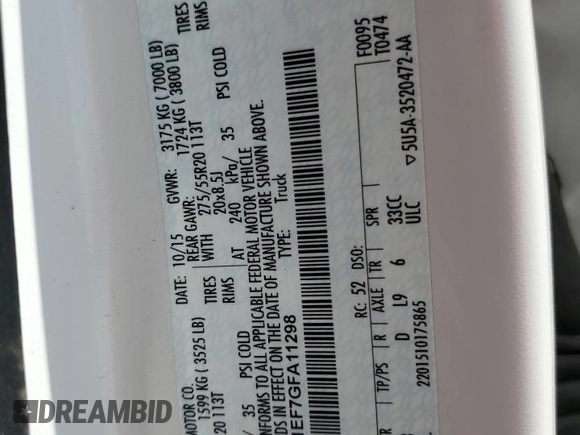 MOTOR CO.
DATE: 10/15
GVWR: 3175 KG ( 7000 LB)
1599 KG ( 3525 LB)
REAR GAWR: 1724 KG ( 3800 LB)
20 113T
TIRES WITH 275/55R20 113T
TIRES
RIMS
20x8.5J
RIMS
35 PSI COLD
AT 240 kPa/ 35 PSI COLD
CONFORMS TO ALL APPLICABLE FEDERAL MOTOR VEHICLE
IN EFFECT ON THE DATE OF MANUFACTURE SHOWN ABOVE.
1EF7GFA11298
TYPE: Truck
F0095
T0474
RC: 52 DSO:
TP/PS R AXLE TR SPR
D L9 6 33CC
ULC
▽5U5A-3520472-AA
2201510175865
DREAMBID